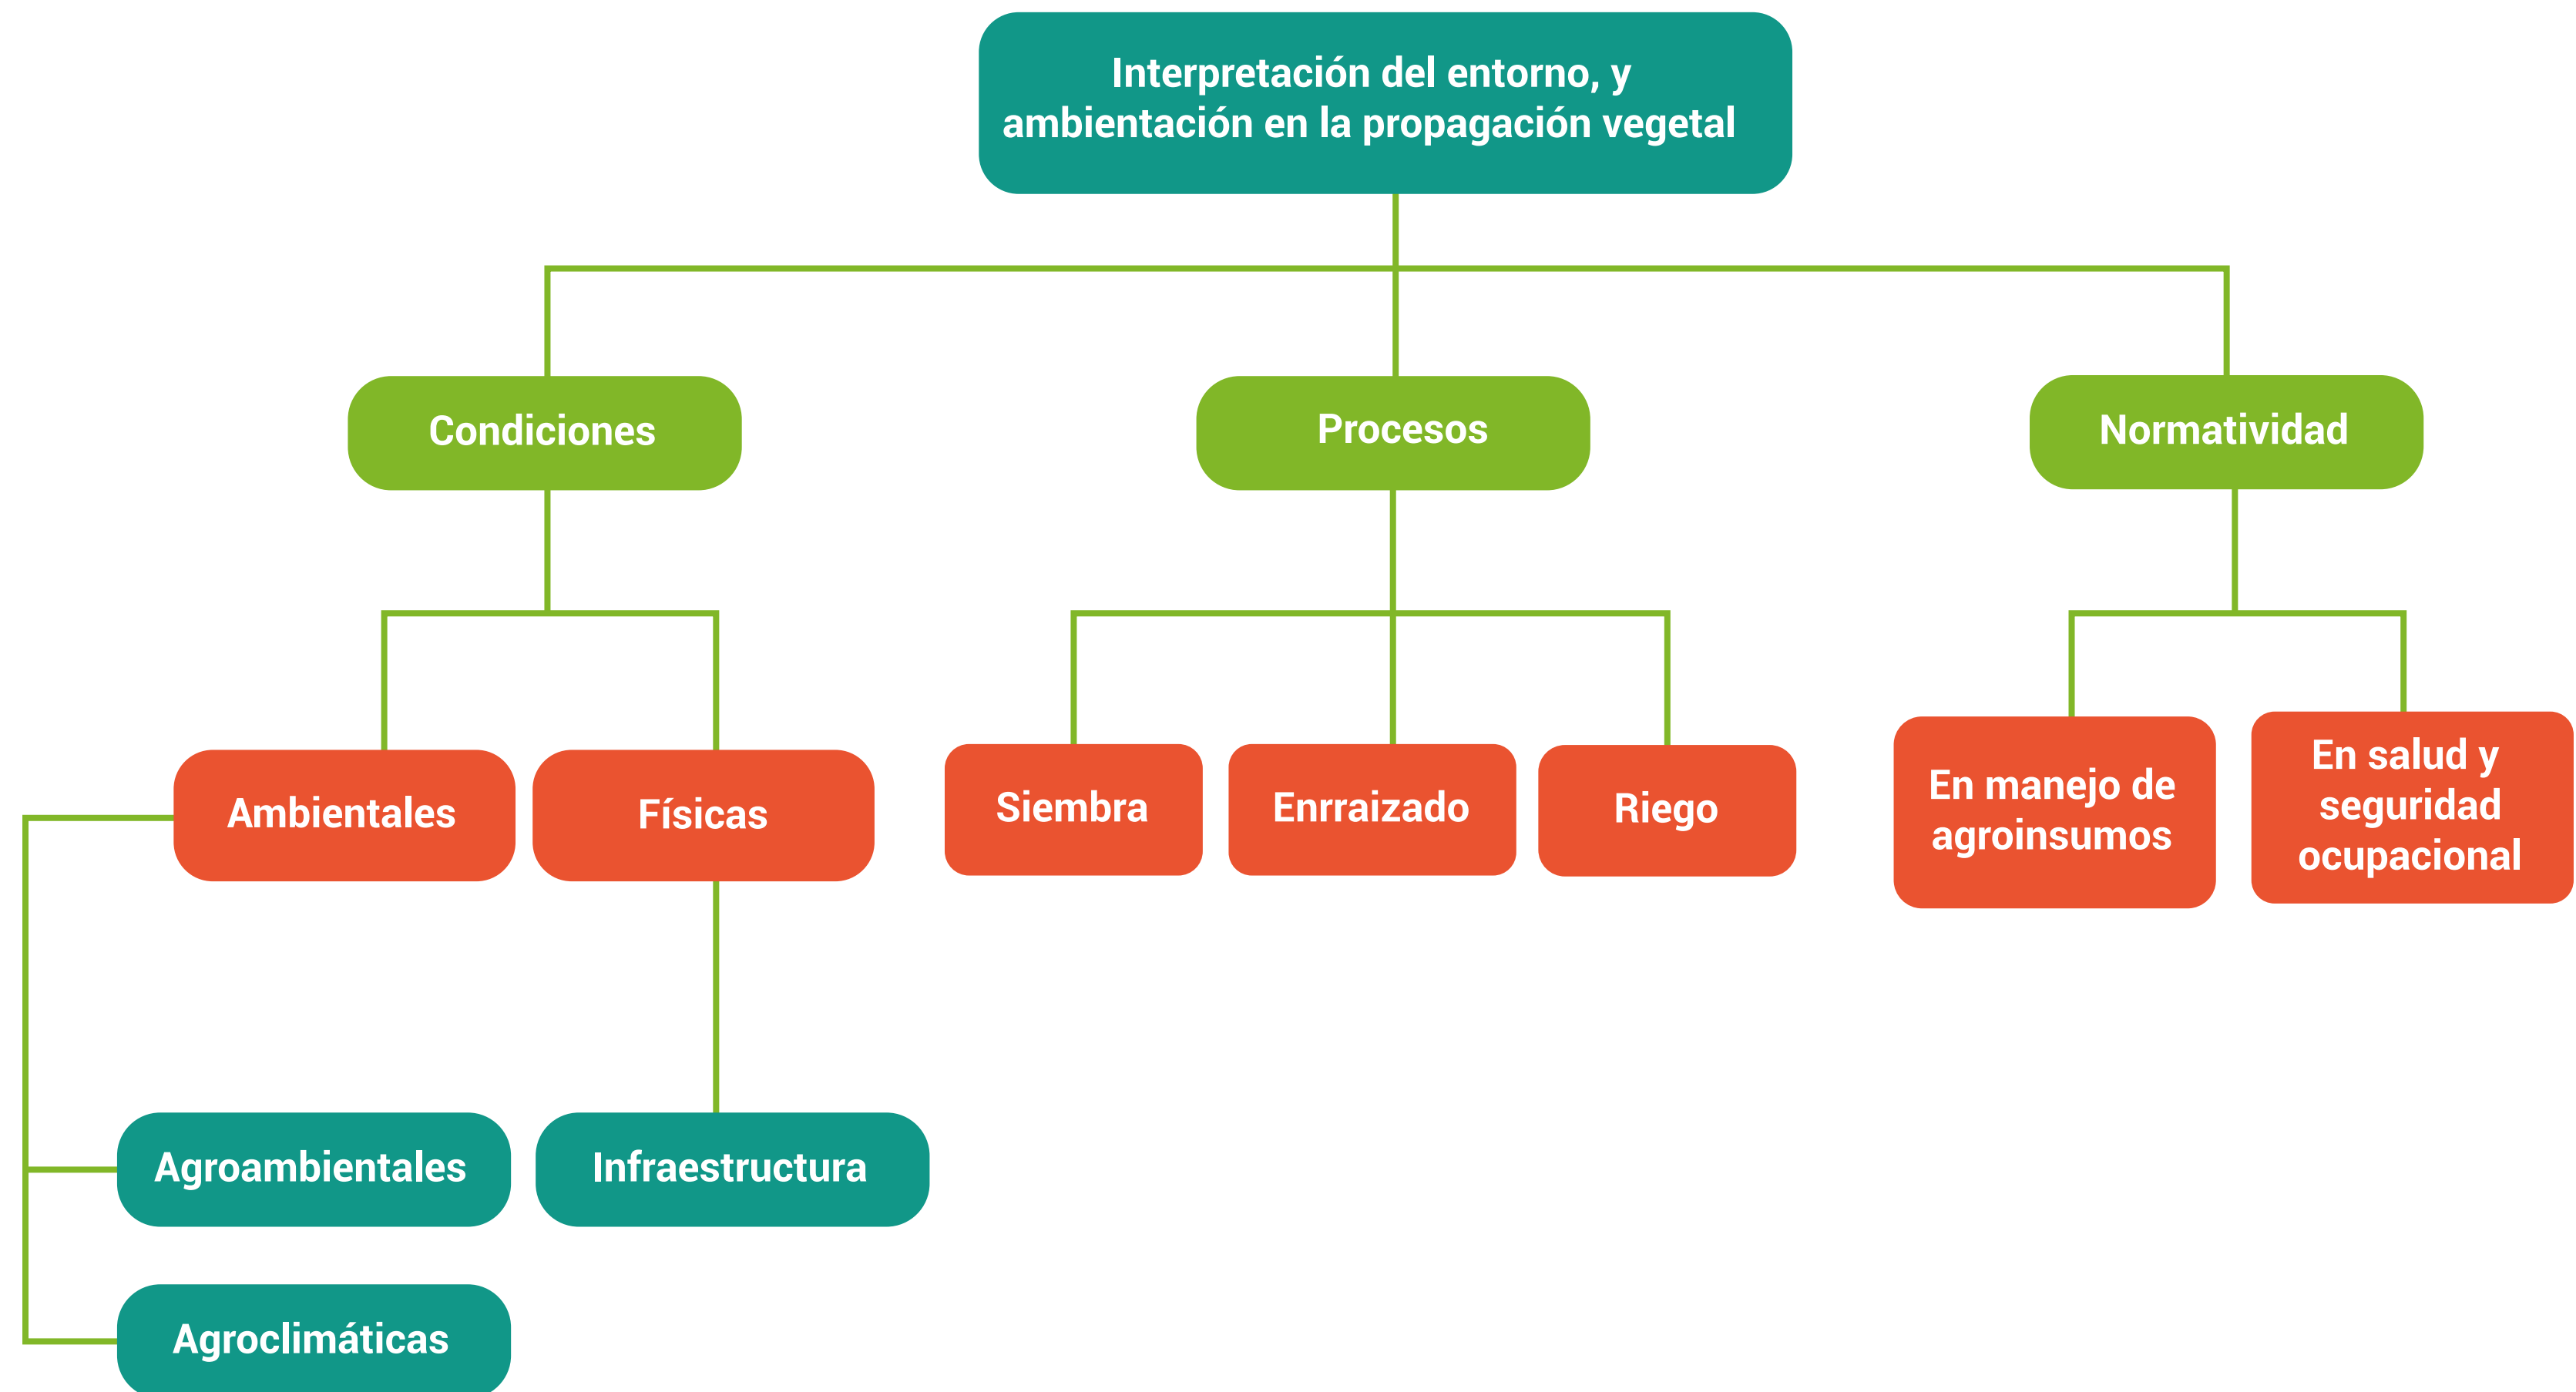 Interpretación del entorno, y
ambientación en la propagación vegetal
Condiciones
Procesos
Normatividad
Ambientales
Físicas
Siembra
Enrraizado
Riego
En manejo de
agroinsumos
En salud y
seguridad
ocupacional
Agroambientales
Infraestructura
Agroclimáticas